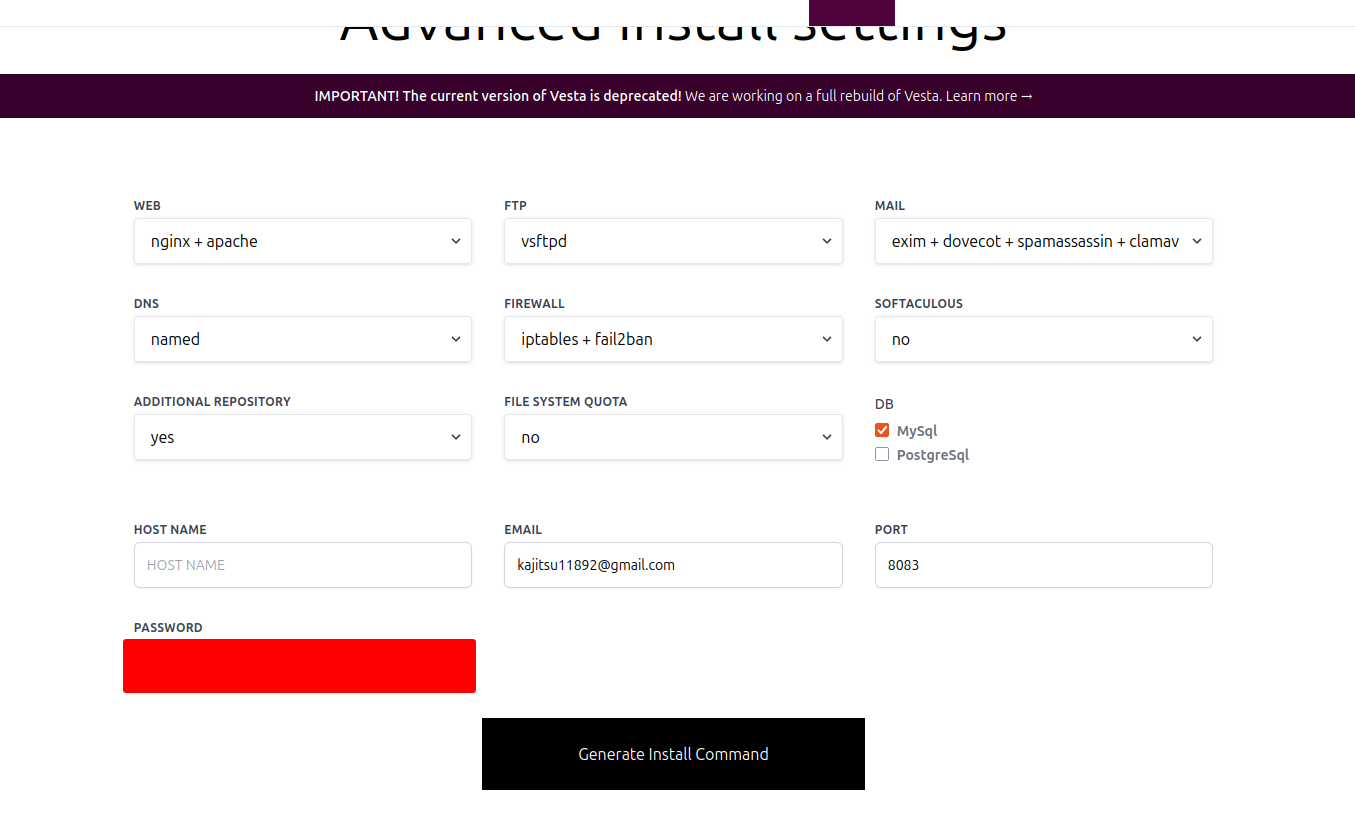 Advanced install settings
IMPORTANT! The current version of Vesta is deprecated! We are working on a full rebuild of Vesta. Learn more →
WEB
FTP
MAIL
nginx + apache
vsftpd
exim + dovecot + spamassassin + clamav
DNS
FIREWALL
SOFTACULOUS
named
iptables + fail2ban
no
ADDITIONAL REPOSITORY
FILE SYSTEM QUOTA
DB
yes
no
MySql
PostgreSql
HOST NAME
EMAIL
PORT
HOST NAME
kajitsu11892@gmail.com
8083
PASSWORD
Generate Install Command